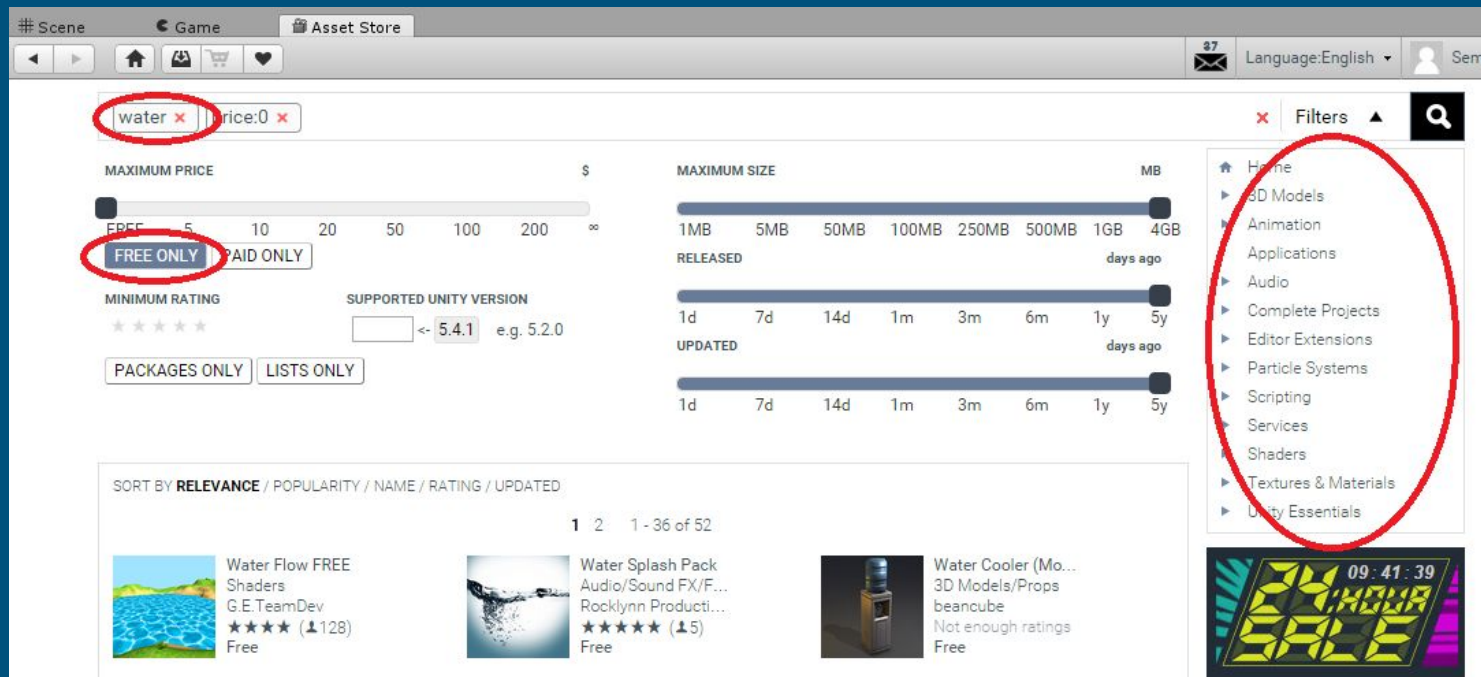 Scene Game Asset Store
37 Language:English Sem
water × price:0 × × Filters
MAXIMUM PRICE $
FREE 5 10 20 50 100 200 ∞
FREE ONLY PAID ONLY
MINIMUM RATING SUPPORTED UNITY VERSION
<- 5.4.1 e.g. 5.2.0
PACKAGES ONLY LISTS ONLY
MAXIMUM SIZE MB
1MB 5MB 50MB 100MB 250MB 500MB 1GB 4GB
RELEASED days ago
1d 7d 14d 1m 3m 6m 1y 5y
UPDATED days ago
1d 7d 14d 1m 3m 6m 1y 5y
Home
3D Models
Animation
Applications
Audio
Complete Projects
Editor Extensions
Particle Systems
Scripting
Services
Shaders
Textures & Materials
Unity Essentials
SORT BY RELEVANCE / POPULARITY / NAME / RATING / UPDATED
1 2 1 - 36 of 52
Water Flow FREE
Shaders
G.E.TeamDev
★★★★ (128)
Free
Water Splash Pack
Audio/Sound FX/F...
Rocklynn Producti...
★★★★★ (5)
Free
Water Cooler (Mo...
3D Models/Props
beancube
Not enough ratings
Free
09:41:39
24 HOUR
SALE